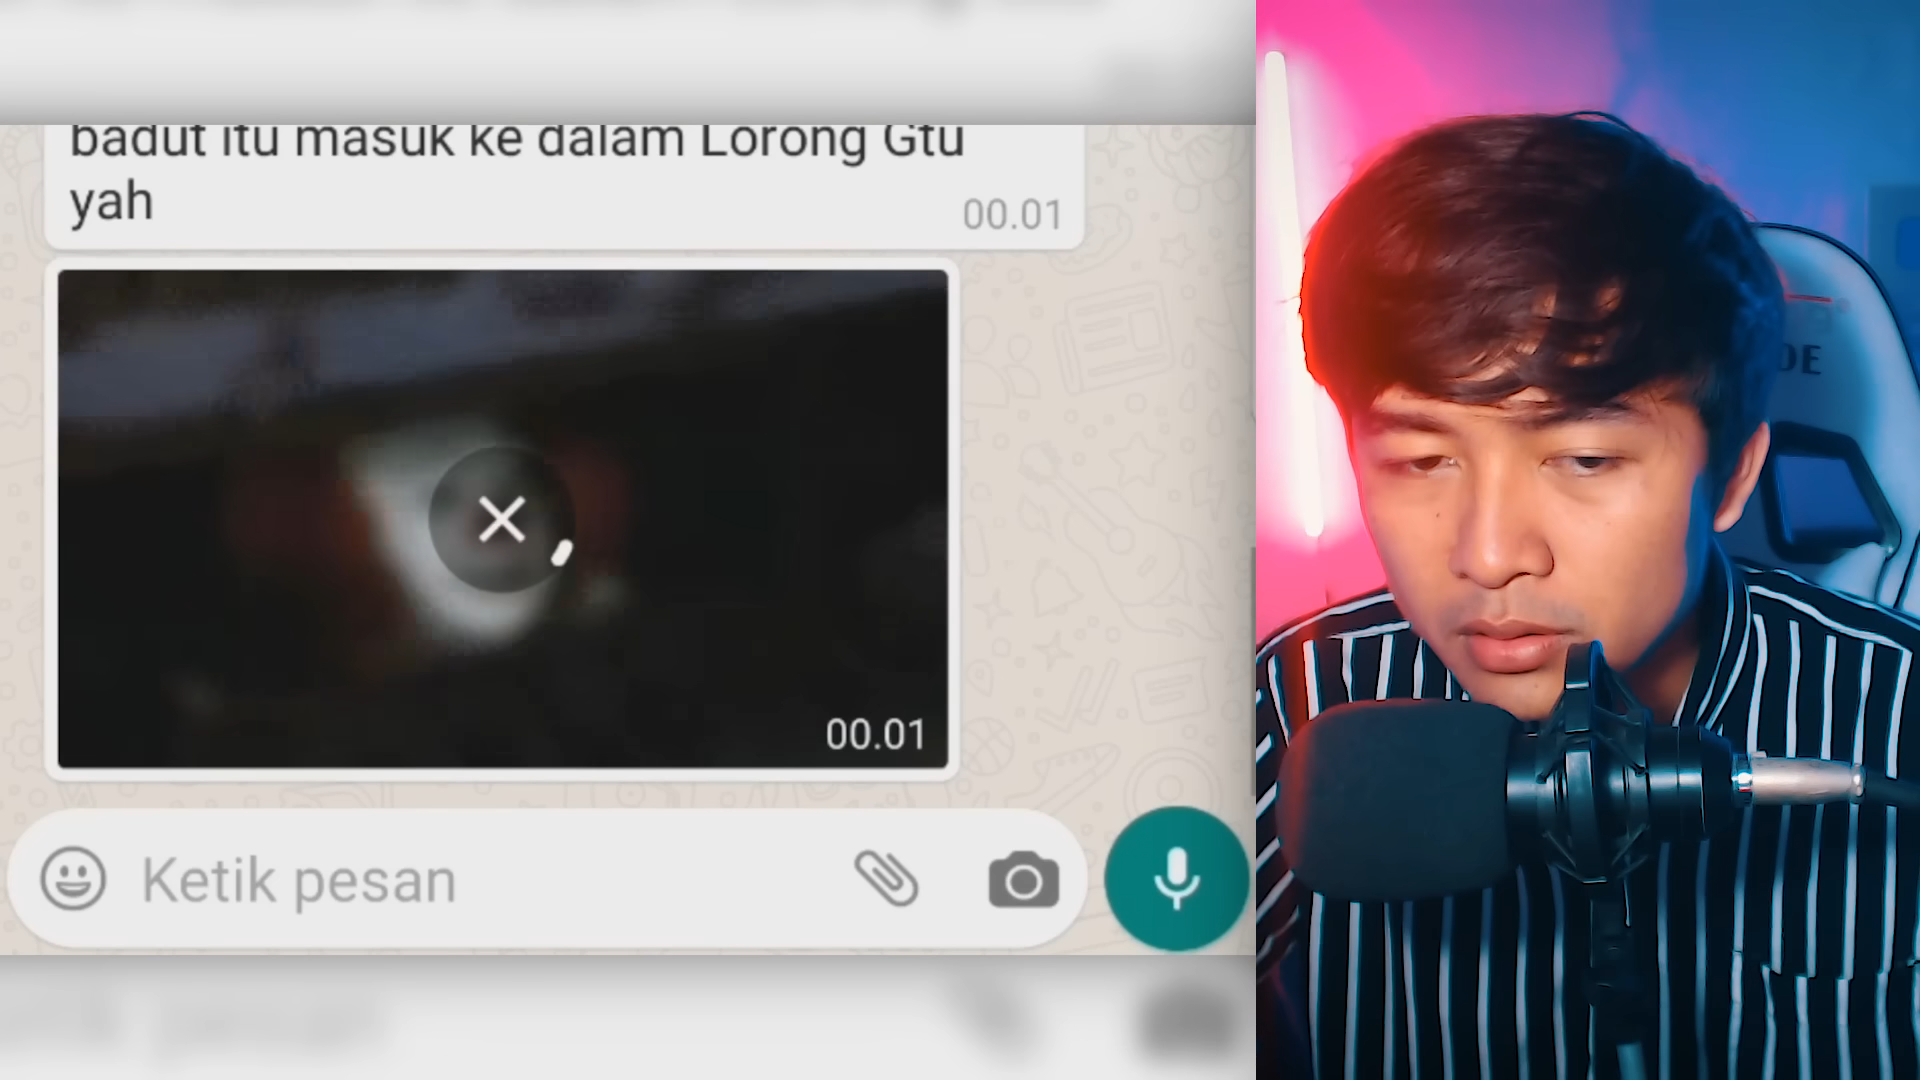 badut itu masuk ke dalam Lorong Gtu
yah
00.01
00.01
Ketik pesan